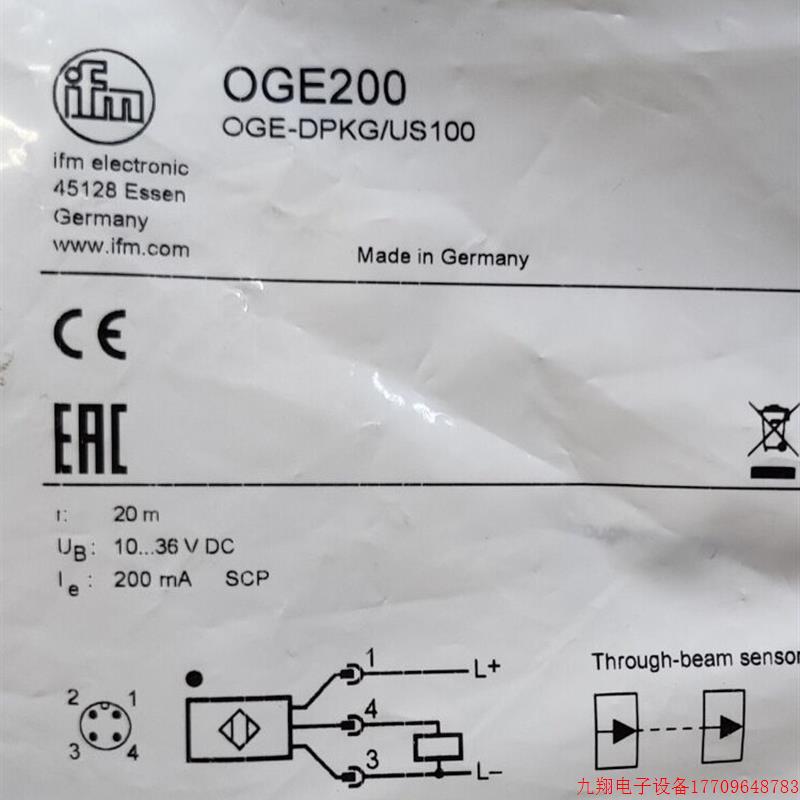 ifm
OGE200
OGE-DPKG/US100
ifm electronic
45128 Essen
Germany
www.ifm.com
Made in Germany
CE
EAC
r: 20 m
UB: 10...36 V DC
Ie: 200 mA SCP
1
L+
2 1
4
3 4
3
L-
Through-beam sensor
九翔电子设备17709648783